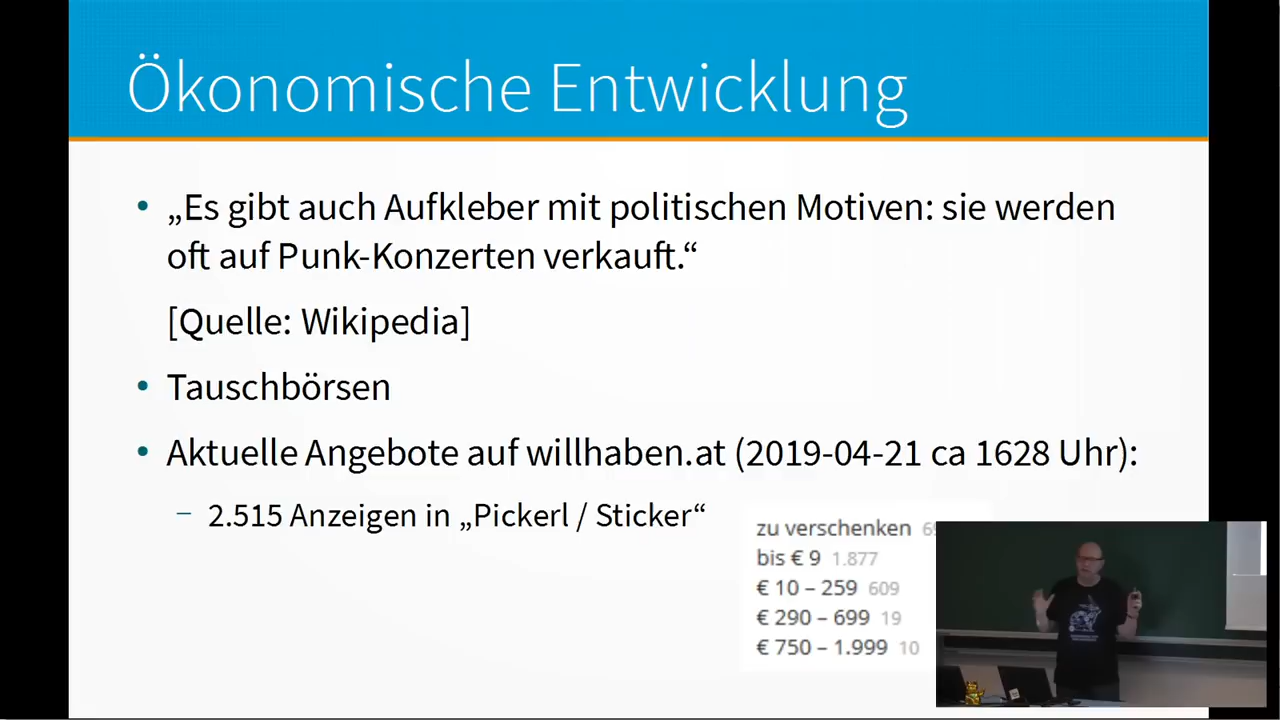 Ökonomische Entwicklung
• „Es gibt auch Aufkleber mit politischen Motiven: sie werden
oft auf Punk-Konzerten verkauft.“
[Quelle: Wikipedia]
• Tauschbörsen
• Aktuelle Angebote auf willhaben.at (2019-04-21 ca 1628 Uhr):
– 2.515 Anzeigen in „Pickerl / Sticker“
zu verschenken
bis € 9 1.877
€ 10 – 259 609
€ 290 – 699 19
€ 750 – 1.999 10